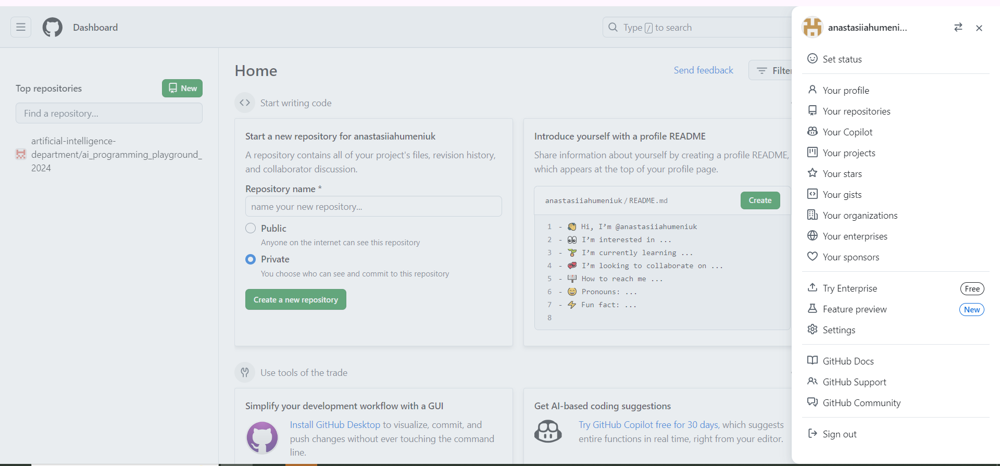 Dashboard
Type / to search
Top repositories
New
Find a repository...
artificial-intelligence-
department/ai_programming_playground_
2024
Home
Send feedback
Start writing code
Start a new repository for anastasiiahumeniuk
A repository contains all of your project's files, revision history,
and collaborator discussion.
Repository name *
name your new repository...
Public
Anyone on the internet can see this repository
Private
You choose who can see and commit to this repository
Create a new repository
Introduce yourself with a profile README
Share information about yourself by creating a profile README,
which appears at the top of your profile page.
anastasiiahumeniuk / README.md
Create
1 - 👋 Hi, I’m @anastasiiahumeniuk
2 - 👀 I’m interested in ...
3 - 🌱 I’m currently learning ...
4 - 💞️ I’m looking to collaborate on ...
5 - 📫 How to reach me ...
6 - 😄 Pronouns: ...
7 - ⚡ Fun fact: ...
8
Use tools of the trade
Simplify your development workflow with a GUI
Install GitHub Desktop to visualize, commit, and
push changes without ever touching the command
line.
Get AI-based coding suggestions
Try GitHub Copilot free for 30 days, which suggests
entire functions in real time, right from your editor.
anastasiiahumeni...
Set status
Your profile
Your repositories
Your Copilot
Your projects
Your stars
Your gists
Your organizations
Your enterprises
Your sponsors
Try Enterprise
Free
Feature preview
New
Settings
GitHub Docs
GitHub Support
GitHub Community
Sign out